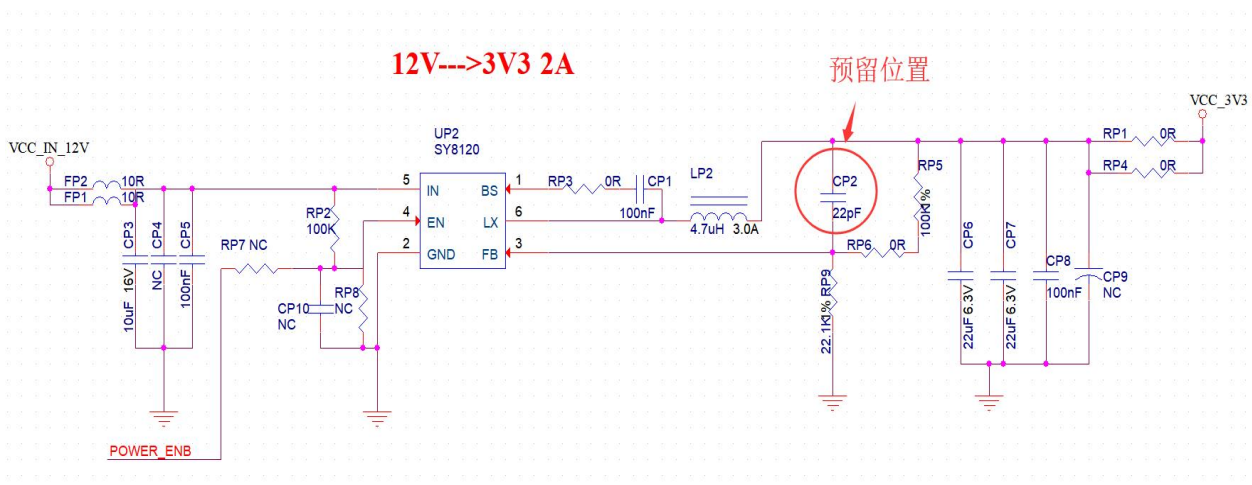 12V--->3V3 2A
预留位置
VCC_3V3
VCC_IN_12V
FP2 10R
FP1 10R
CP3
10uF 16V
CP4
NC
CP5
100nF
RP7 NC
RP2
100K
CP10
NC
RP8
NC
POWER_ENB
UP2
SY8120
5 IN
4 EN
2 GND
BS 1
LX 6
FB 3
RP3 0R
CP1
100nF
LP2
4.7uH 3.0A
CP2
22pF
RP5
100K1%
RP6 0R
RP9
22.1K1%
CP6
22uF 6.3V
CP7
22uF 6.3V
CP8
100nF
CP9
NC
RP1 0R
RP4 0R